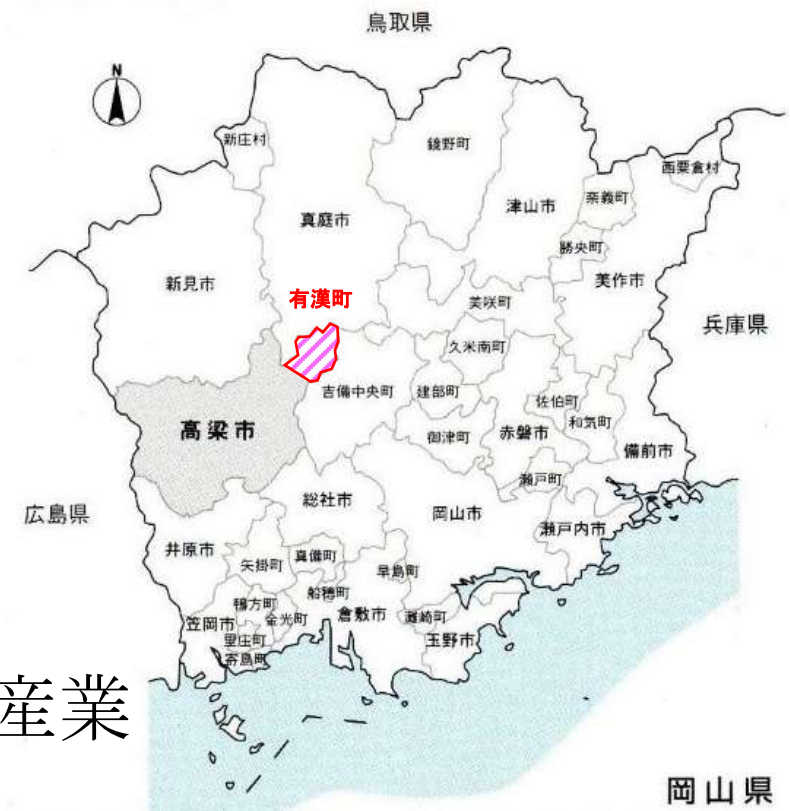 鳥取県
N
新庄村
鏡野町
西粟倉村
奈義町
真庭市
津山市
勝央町
新見市
美作市
有漢町
美咲町
兵庫県
久米南町
吉備中央町
建部町
佐伯町
和気町
高梁市
御津町
赤磐市
備前市
瀬戸町
総社市
岡山市
広島県
瀬戸内市
井原市
真備町
矢掛町
早島町
船穂町
鴨方町
金光町
倉敷市
灘崎町
笠岡市
里庄町
玉野市
寄島町
産業
岡山県